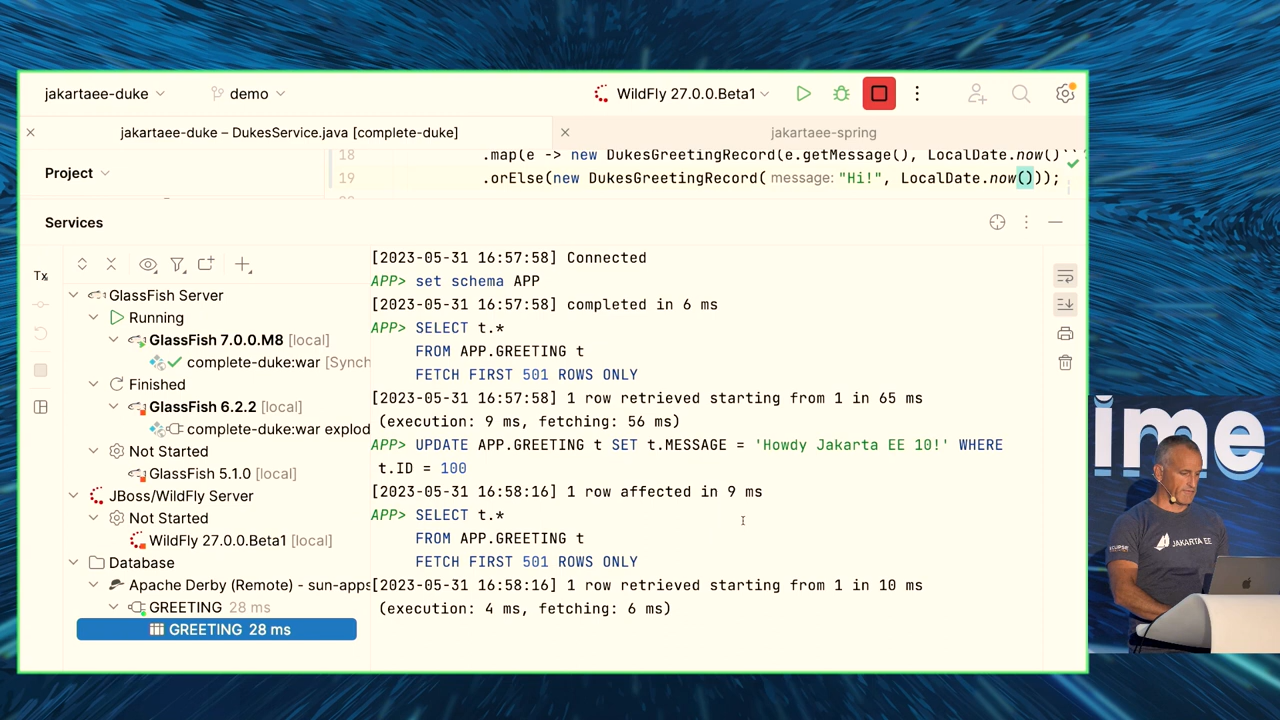 jakartaee-duke
demo
WildFly 27.0.0.Beta1
jakartaee-duke – DukesService.java [complete-duke]
jakartaee-spring
Project
18 .map(e -> new DukesGreetingRecord(e.getMessage(), LocalDate.now()))
19 .orElse(new DukesGreetingRecord( message: "Hi!", LocalDate.now()));
Services
Tx
GlassFish Server
Running
GlassFish 7.0.0.M8 [local]
complete-duke:war [Synch
Finished
GlassFish 6.2.2 [local]
complete-duke:war explod
Not Started
GlassFish 5.1.0 [local]
JBoss/WildFly Server
Not Started
WildFly 27.0.0.Beta1 [local]
Database
Apache Derby (Remote) - sun-apps
GREETING 28 ms
GREETING 28 ms
[2023-05-31 16:57:58] Connected
APP> set schema APP
[2023-05-31 16:57:58] completed in 6 ms
APP> SELECT t.*
FROM APP.GREETING t
FETCH FIRST 501 ROWS ONLY
[2023-05-31 16:57:58] 1 row retrieved starting from 1 in 65 ms
(execution: 9 ms, fetching: 56 ms)
APP> UPDATE APP.GREETING t SET t.MESSAGE = 'Howdy Jakarta EE 10!' WHERE
t.ID = 100
[2023-05-31 16:58:16] 1 row affected in 9 ms
APP> SELECT t.*
FROM APP.GREETING t
FETCH FIRST 501 ROWS ONLY
[2023-05-31 16:58:16] 1 row retrieved starting from 1 in 10 ms
(execution: 4 ms, fetching: 6 ms)
ime
ECLIPSE
JAKARTA EE